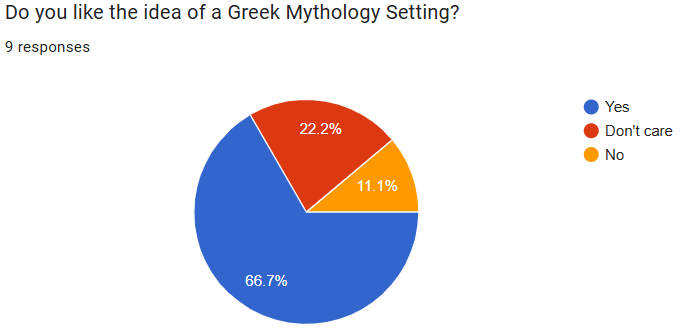 Do you like the idea of a Greek Mythology Setting?
9 responses
22.2%
11.1%
66.7%
Yes
Don't care
No